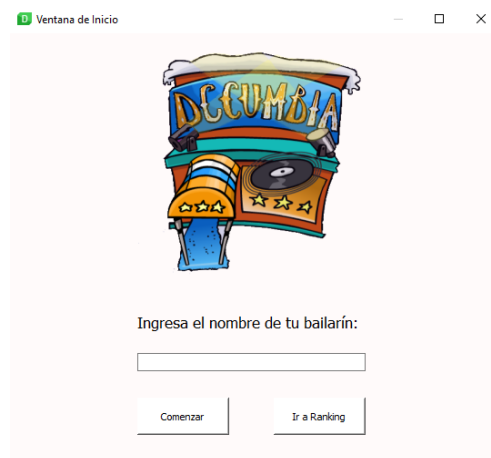 Ventana de Inicio
DCCUMBIA
Ingresa el nombre de tu bailarín:
Comenzar
Ir a Ranking